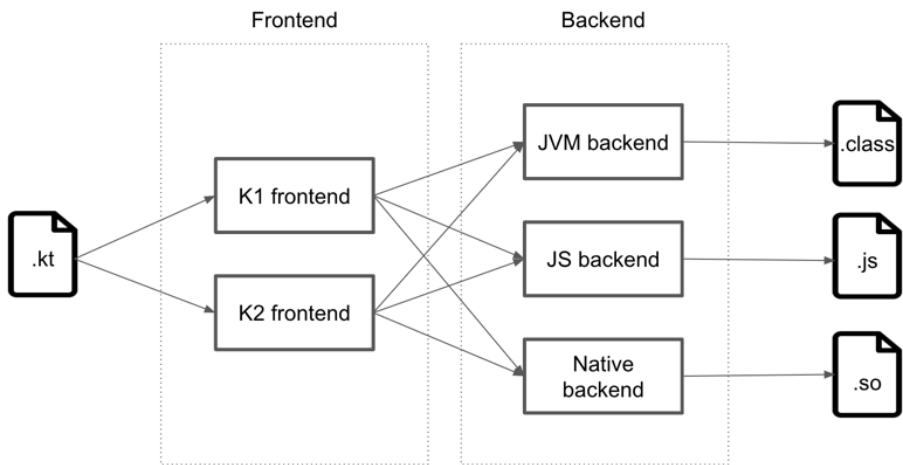 Frontend
Backend
.kt
K1 frontend
K2 frontend
JVM backend
JS backend
Native
backend
.class
.js
.so